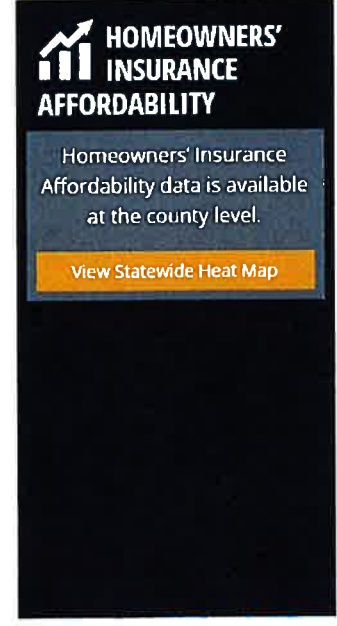 HOMEOWNERS'
INSURANCE
AFFORDABILITY
Homeowners' Insurance
Affordability data is available
at the county level.
View Statewide Heat Map